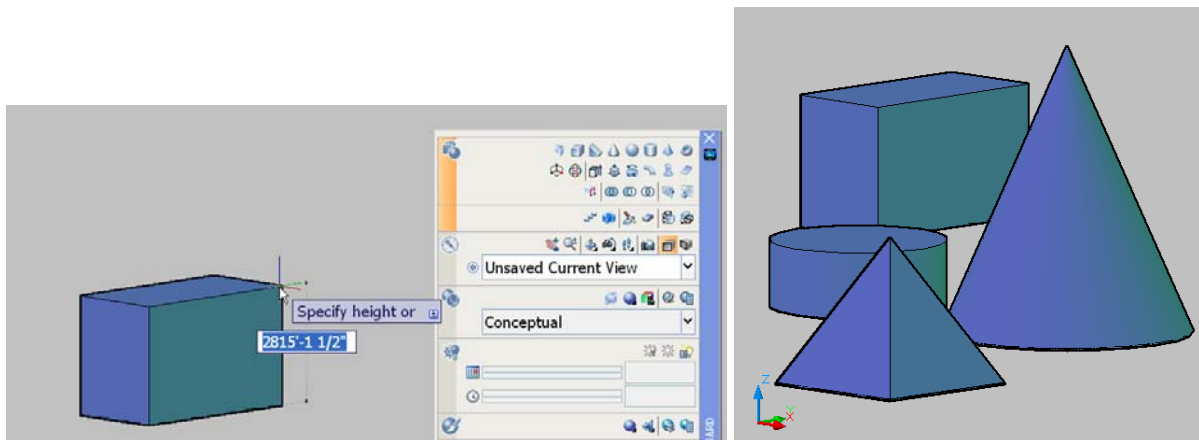 Unsaved Current View
Specify height or
2815'-1 1/2"
Conceptual
Z
Y
X